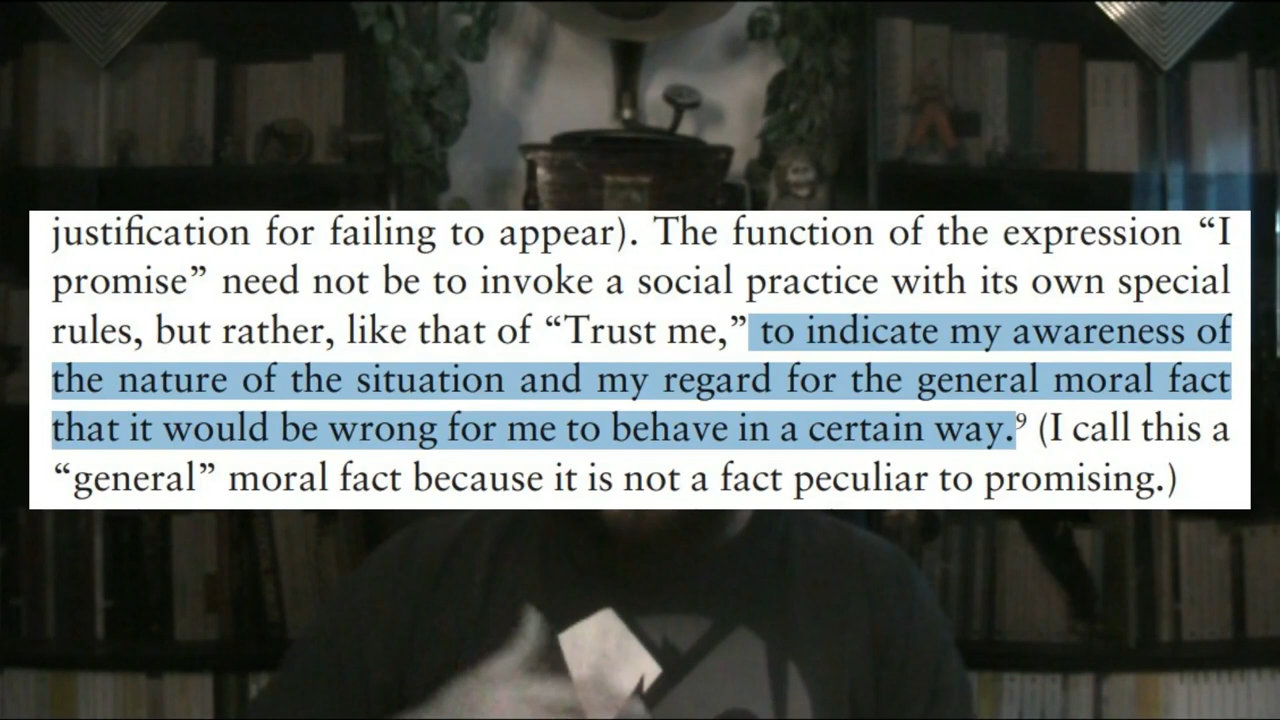 justification for failing to appear). The function of the expression “I
promise” need not be to invoke a social practice with its own special
rules, but rather, like that of “Trust me,” to indicate my awareness of
the nature of the situation and my regard for the general moral fact
that it would be wrong for me to behave in a certain way.⁹ (I call this a
“general” moral fact because it is not a fact peculiar to promising.)